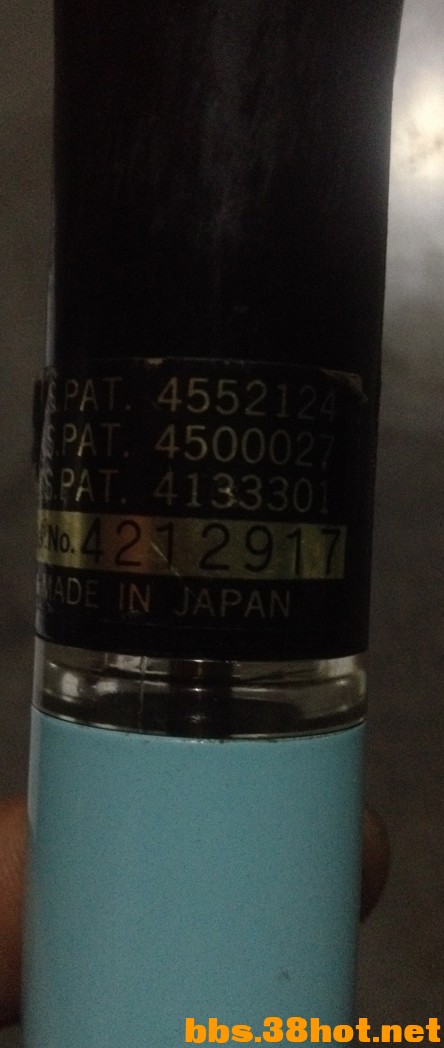 .PAT. 4552124
S.PAT. 4500027
S.PAT. 4133301
No. 4212917
MADE IN JAPAN
bbs.38hot.net